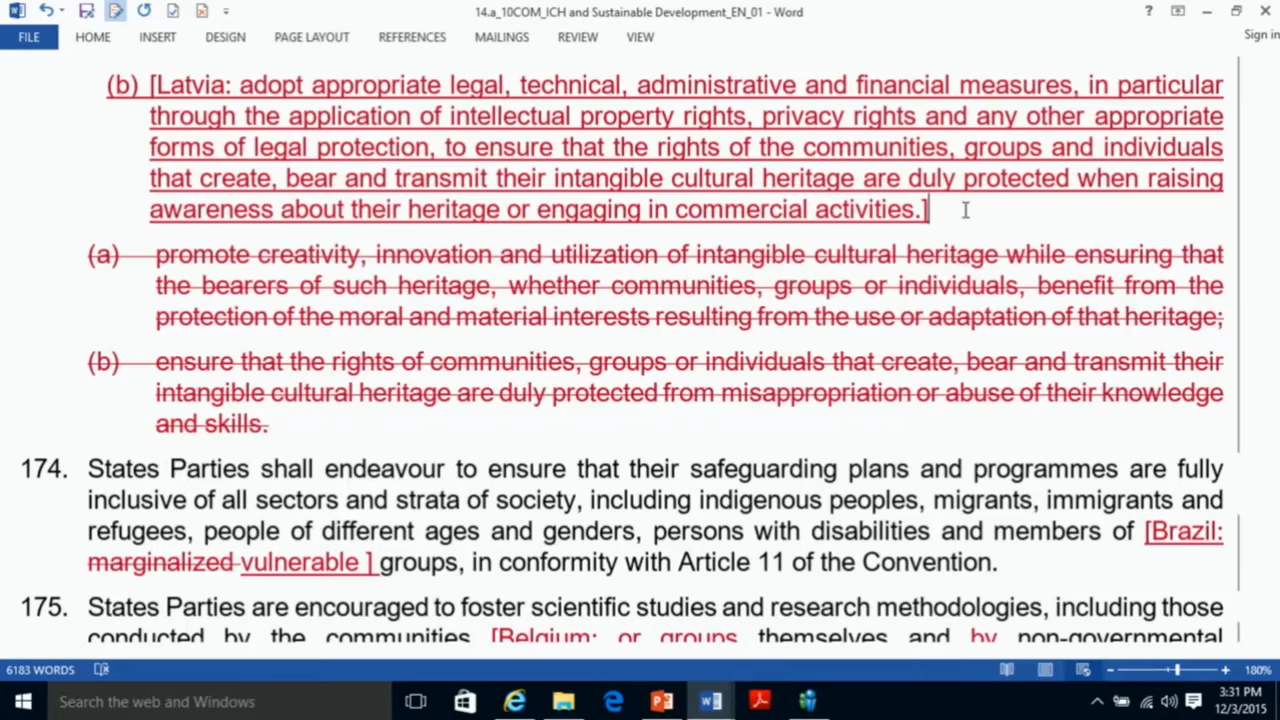 14.a_10COM_ICH and Sustainable Development_EN_01 - Word
FILE HOME INSERT DESIGN PAGE LAYOUT REFERENCES MAILINGS REVIEW VIEW Sign in
(b) [Latvia: adopt appropriate legal, technical, administrative and financial measures, in particular
through the application of intellectual property rights, privacy rights and any other appropriate
forms of legal protection, to ensure that the rights of the communities, groups and individuals
that create, bear and transmit their intangible cultural heritage are duly protected when raising
awareness about their heritage or engaging in commercial activities.]
(a) promote creativity, innovation and utilization of intangible cultural heritage while ensuring that
the bearers of such heritage, whether communities, groups or individuals, benefit from the
protection of the moral and material interests resulting from the use or adaptation of that heritage;
(b) ensure that the rights of communities, groups or individuals that create, bear and transmit their
intangible cultural heritage are duly protected from misappropriation or abuse of their knowledge
and skills.
174. States Parties shall endeavour to ensure that their safeguarding plans and programmes are fully
inclusive of all sectors and strata of society, including indigenous peoples, migrants, immigrants and
refugees, people of different ages and genders, persons with disabilities and members of [Brazil:
marginalized vulnerable ] groups, in conformity with Article 11 of the Convention.
175. States Parties are encouraged to foster scientific studies and research methodologies, including those
conducted by the communities [Belgium: or groups themselves and by non-governmental
6183 WORDS 180%
Search the web and Windows
3:31 PM
12/3/2015